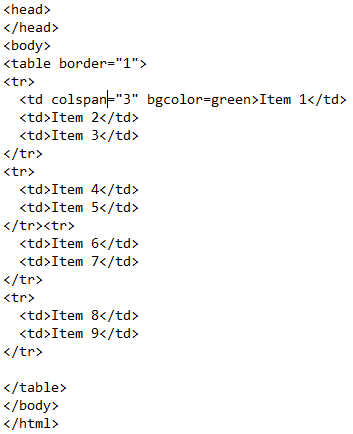 <head>
</head>
<body>
<table border="1">
<tr>
  <td colspan="3" bgcolor=green>Item 1</td>
  <td>Item 2</td>
  <td>Item 3</td>
</tr>
<tr>
  <td>Item 4</td>
  <td>Item 5</td>
</tr><tr>
  <td>Item 6</td>
  <td>Item 7</td>
</tr>
<tr>
  <td>Item 8</td>
  <td>Item 9</td>
</tr>

</table>
</body>
</html>